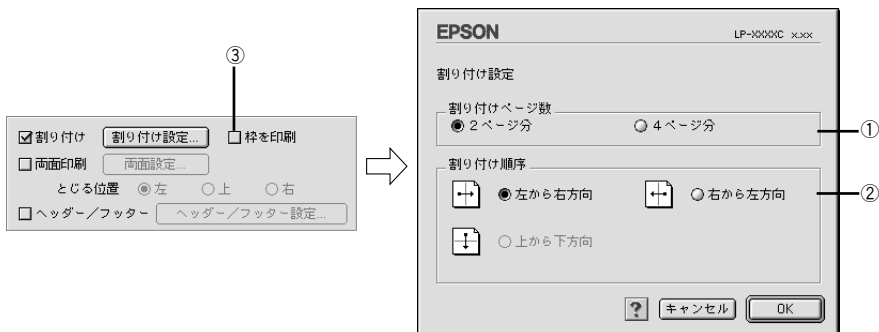 ③
割り付け 割り付け設定... 枠を印刷
両面印刷 両面設定...
とじる位置 左 上 右
ヘッダー／フッター ヘッダー／フッター設定...
EPSON LP-XXXXC x.xx
割り付け設定
割り付けページ数
2ページ分 4ページ分 ①
割り付け順序
左から右方向 右から左方向 ②
上から下方向
? キャンセル OK